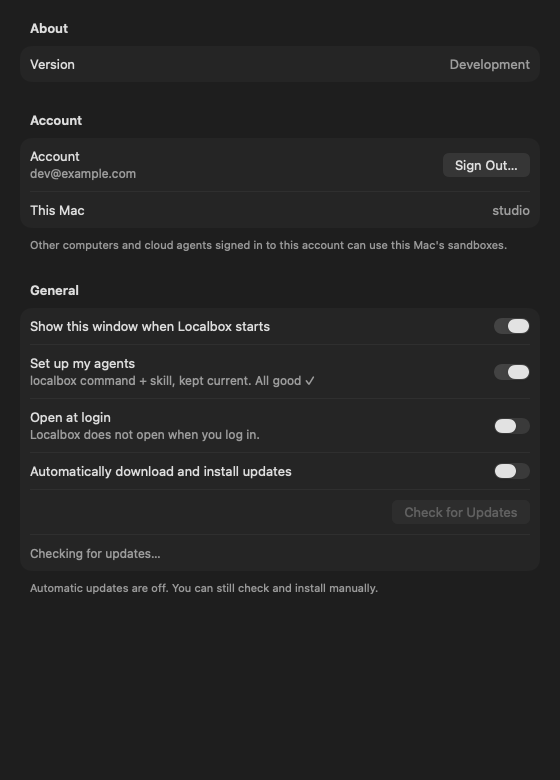 About
Version
Development
Account
Account
dev@example.com
Sign Out...
This Mac
studio
Other computers and cloud agents signed in to this account can use this Mac's sandboxes.
General
Show this window when Localbox starts
Set up my agents
localbox command + skill, kept current. All good ✓
Open at login
Localbox does not open when you log in.
Automatically download and install updates
Check for Updates
Checking for updates...
Automatic updates are off. You can still check and install manually.